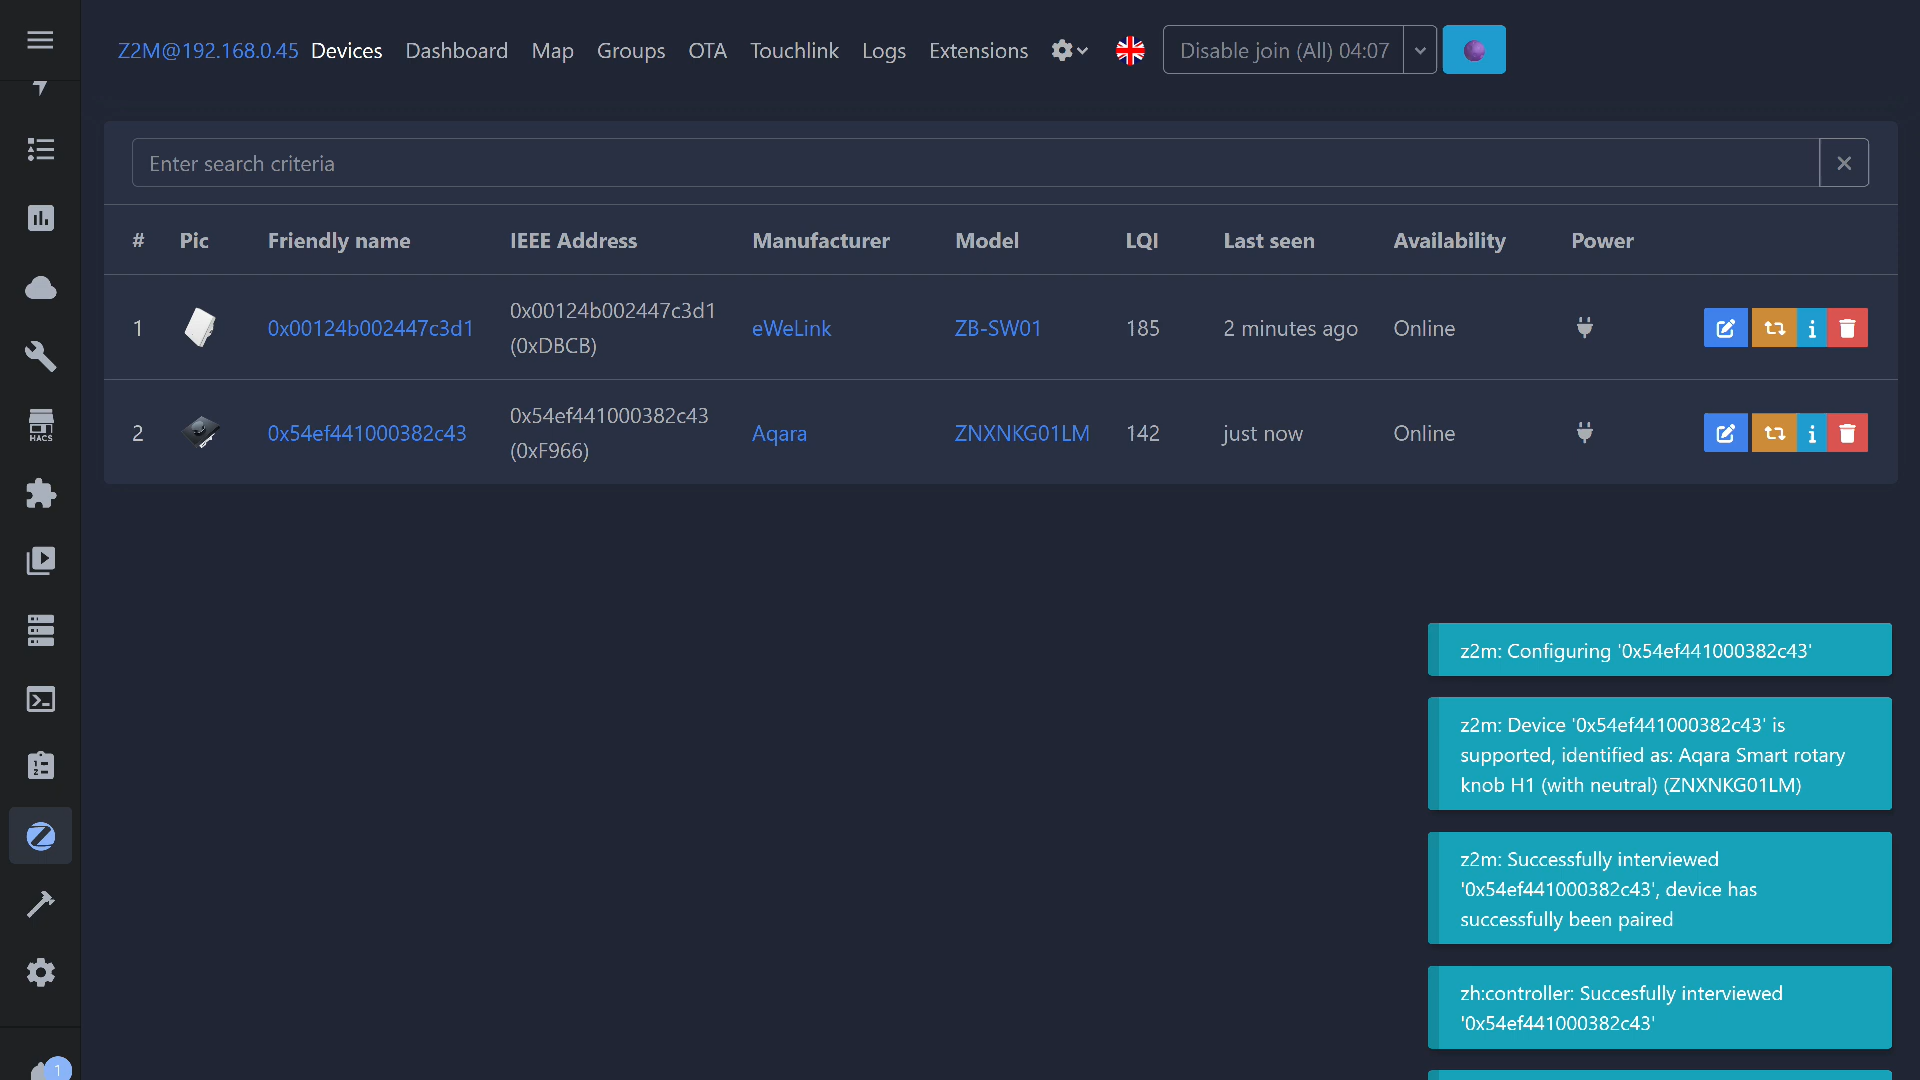 Z2M@192.168.0.45 Devices Dashboard Map Groups OTA Touchlink Logs Extensions Disable join (All) 04:07
Enter search criteria
# Pic Friendly name IEEE Address Manufacturer Model LQI Last seen Availability Power
1 0x00124b002447c3d1 0x00124b002447c3d1 (0xDBCB) eWeLink ZB-SW01 185 2 minutes ago Online
2 0x54ef441000382c43 0x54ef441000382c43 (0xF966) Aqara ZNXNKG01LM 142 just now Online
HACS
z2m: Configuring '0x54ef441000382c43'
z2m: Device '0x54ef441000382c43' is
supported, identified as: Aqara Smart rotary
knob H1 (with neutral) (ZNXNKG01LM)
z2m: Successfully interviewed
'0x54ef441000382c43', device has
successfully been paired
zh:controller: Succesfully interviewed
'0x54ef441000382c43'
1